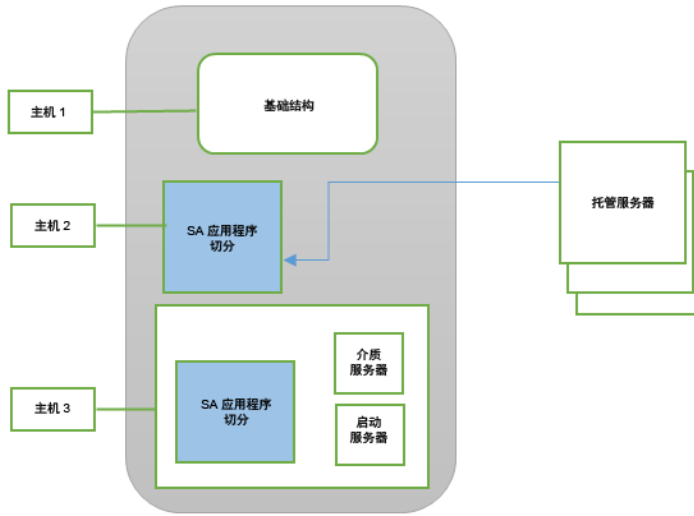 主机 1
基础结构
主机 2
SA 应用程序
切分
托管服务器
主机 3
SA 应用程序
切分
介质
服务器
启动
服务器